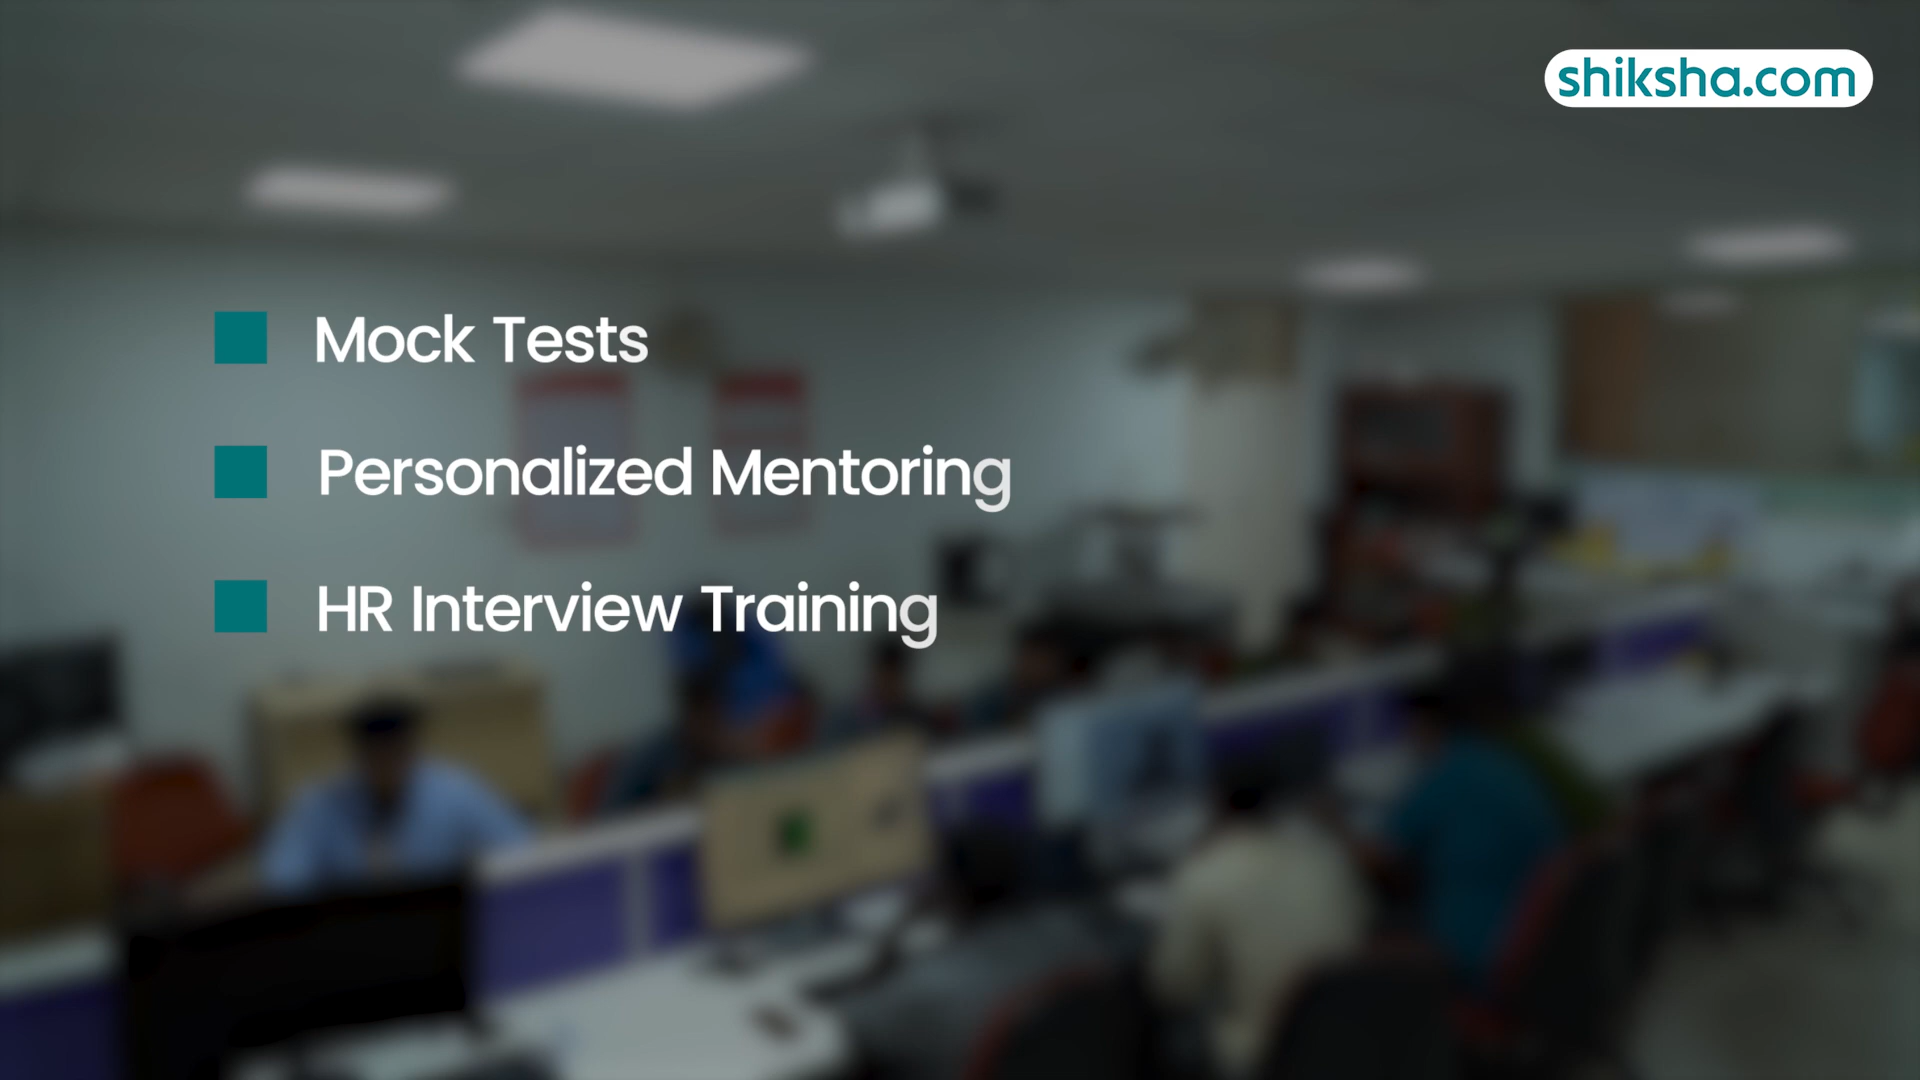 shiksha.com
Mock Tests
Personalized Mentoring
HR Interview Training